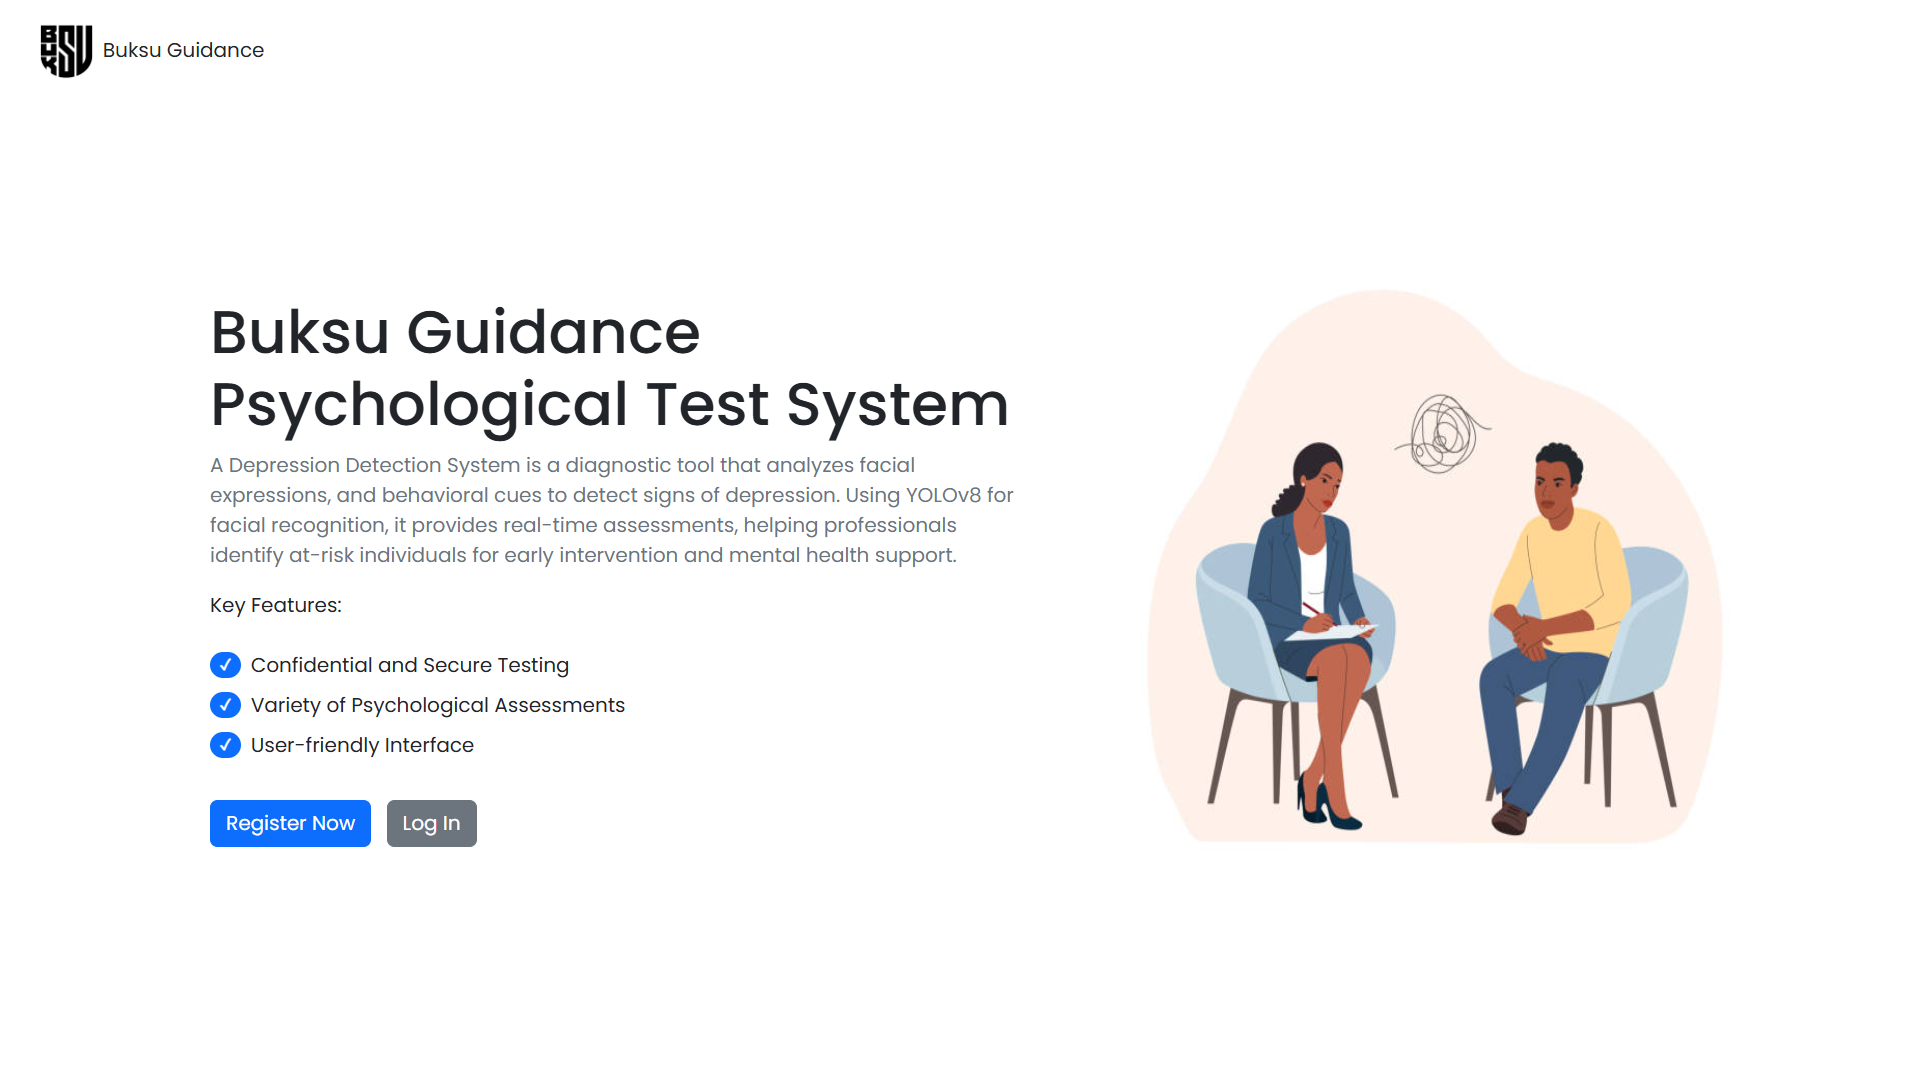 BUKSU
Buksu Guidance
Buksu Guidance
Psychological Test System
A Depression Detection System is a diagnostic tool that analyzes facial
expressions, and behavioral cues to detect signs of depression. Using YOLOv8 for
facial recognition, it provides real-time assessments, helping professionals
identify at-risk individuals for early intervention and mental health support.
Key Features:
✓ Confidential and Secure Testing
✓ Variety of Psychological Assessments
✓ User-friendly Interface
Register Now Log In